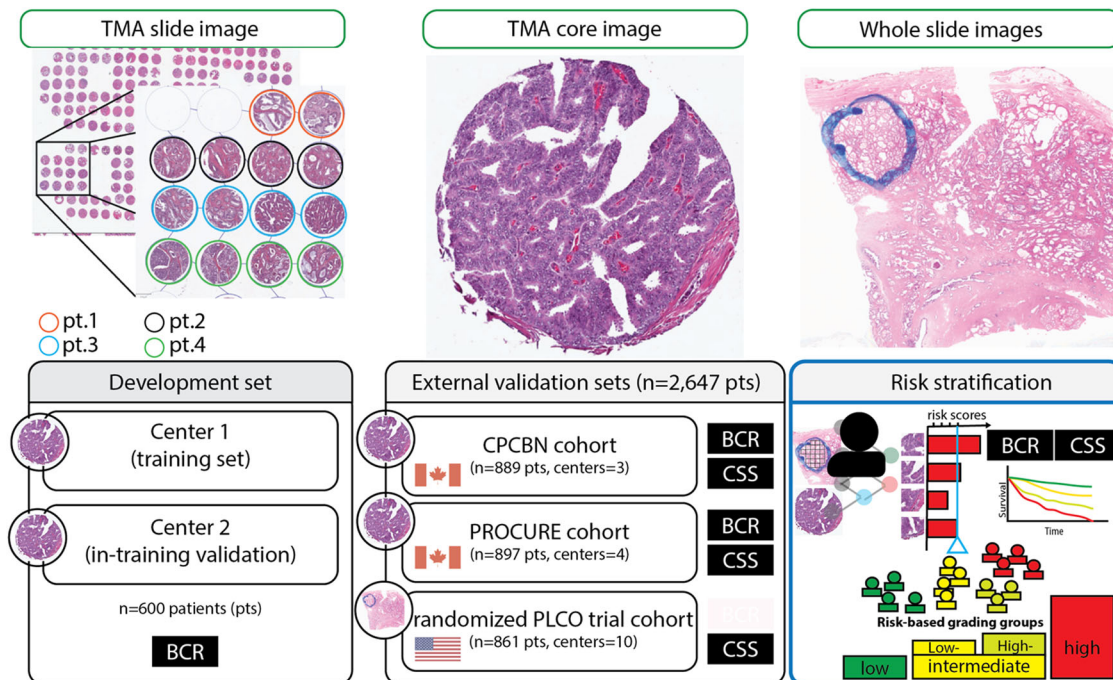 TMA slide image
TMA core image
Whole slide images
pt.1
pt.2
pt.3
pt.4
Development set
Center 1
(training set)
Center 2
(in-training validation)
n=600 patients (pts)
BCR
External validation sets (n=2,647 pts)
CPCBN cohort
(n=889 pts, centers=3)
BCR
CSS
PROCURE cohort
(n=897 pts, centers=4)
BCR
CSS
randomized PLCO trial cohort
(n=861 pts, centers=10)
BCR
CSS
Risk stratification
risk scores
BCR
CSS
Survival
Time
Risk-based grading groups
low
Low-
High-
intermediate
high